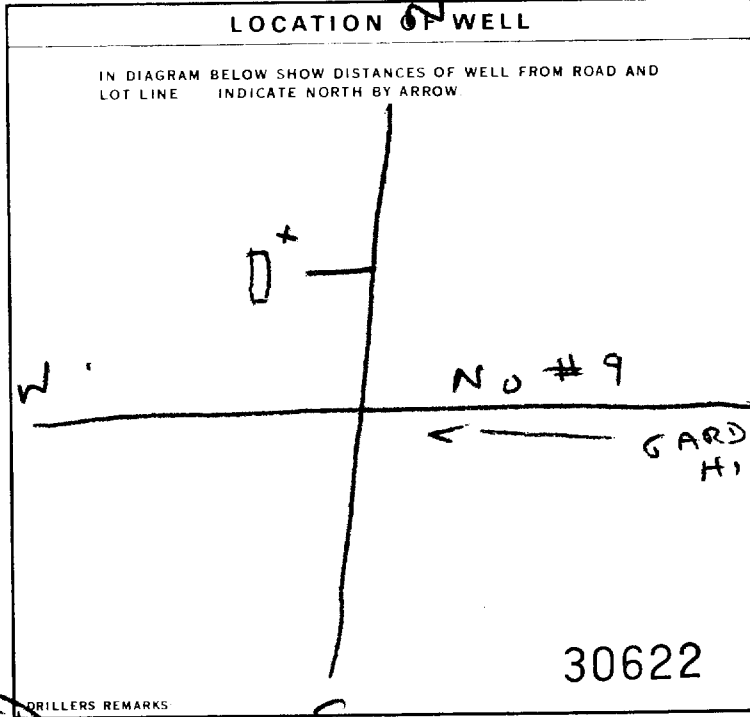 LOCATION OF WELL
N
IN DIAGRAM BELOW SHOW DISTANCES OF WELL FROM ROAD AND
LOT LINE INDICATE NORTH BY ARROW
W
No # 9
GARD
HI
30622
DRILLERS REMARKS